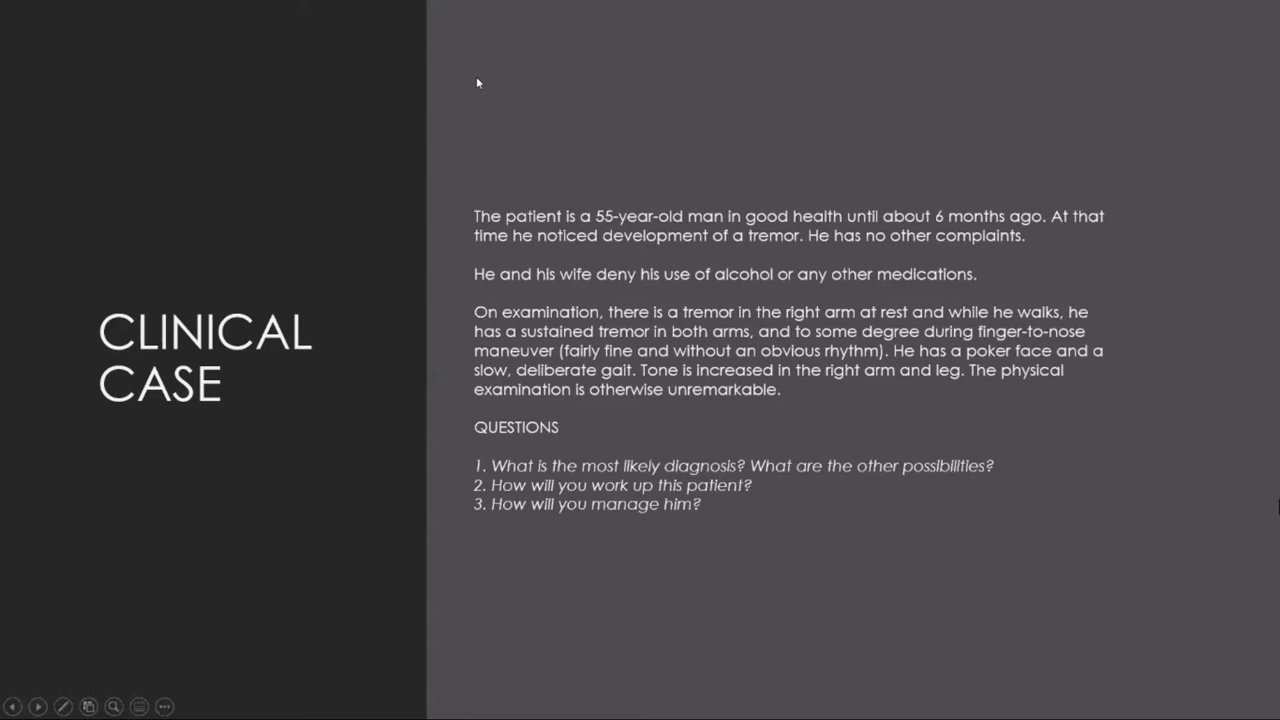 CLINICAL
CASE
The patient is a 55-year-old man in good health until about 6 months ago. At that
time he noticed development of a tremor. He has no other complaints.
He and his wife deny his use of alcohol or any other medications.
On examination, there is a tremor in the right arm at rest and while he walks, he
has a sustained tremor in both arms, and to some degree during finger-to-nose
maneuver (fairly fine and without an obvious rhythm). He has a poker face and a
slow, deliberate gait. Tone is increased in the right arm and leg. The physical
examination is otherwise unremarkable.
QUESTIONS
1. What is the most likely diagnosis? What are the other possibilities?
2. How will you work up this patient?
3. How will you manage him?